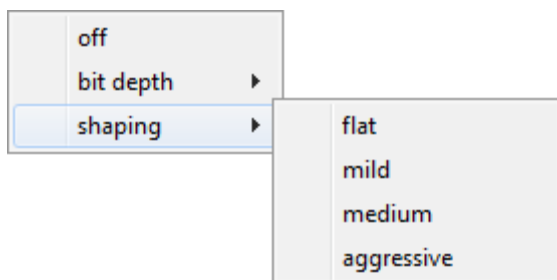 off
bit depth
shaping
flat
mild
medium
aggressive